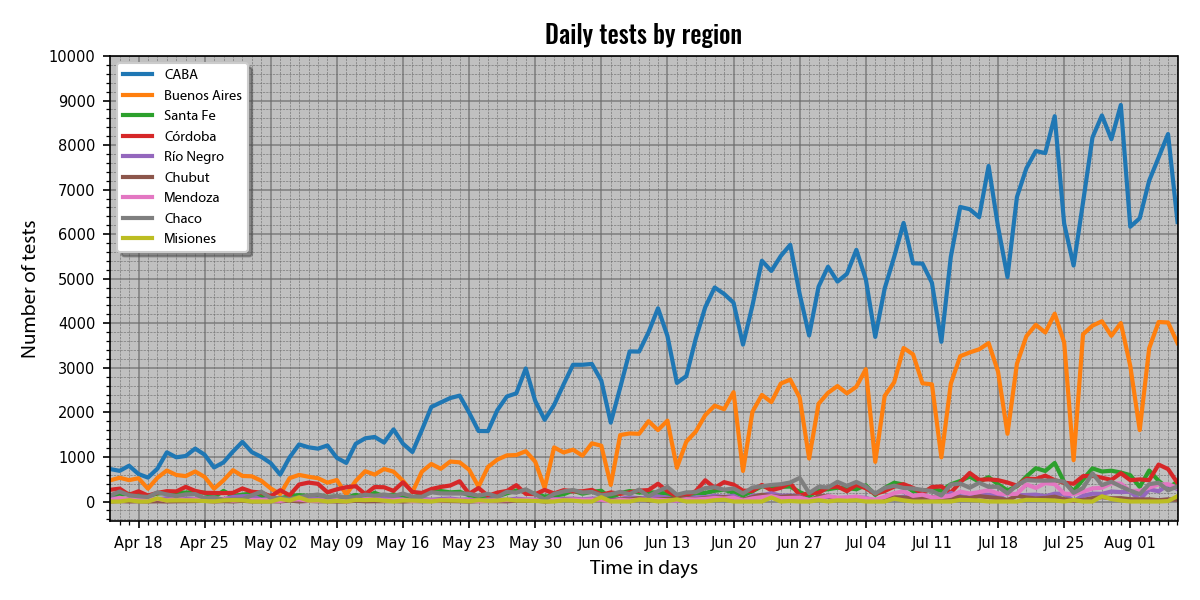 Daily tests by region
10000
9000
8000
7000
6000
5000
4000
3000
2000
1000
0
Number of tests
CABA
Buenos Aires
Santa Fe
Córdoba
Río Negro
Chubut
Mendoza
Chaco
Misiones
Apr 18 Apr 25 May 02 May 09 May 16 May 23 May 30 Jun 06 Jun 13 Jun 20 Jun 27 Jul 04 Jul 11 Jul 18 Jul 25 Aug 01
Time in days